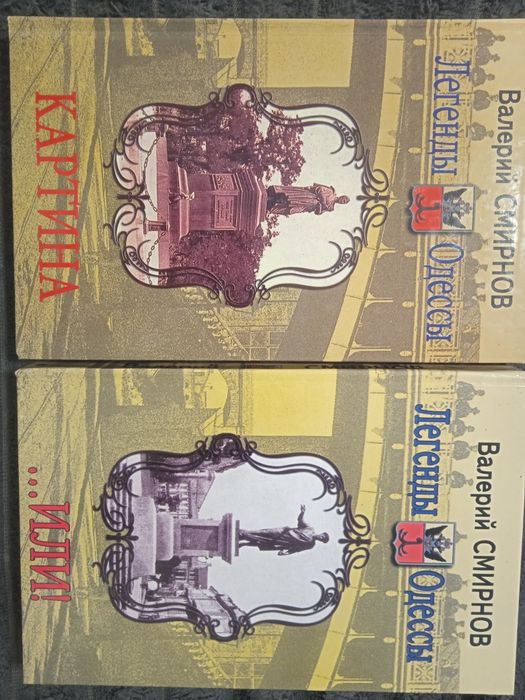 Валерий СМИРНОВ
Легенды Одессы
КАРТИНА
Валерий СМИРНОВ
Легенды Одессы
...ИЛИ!